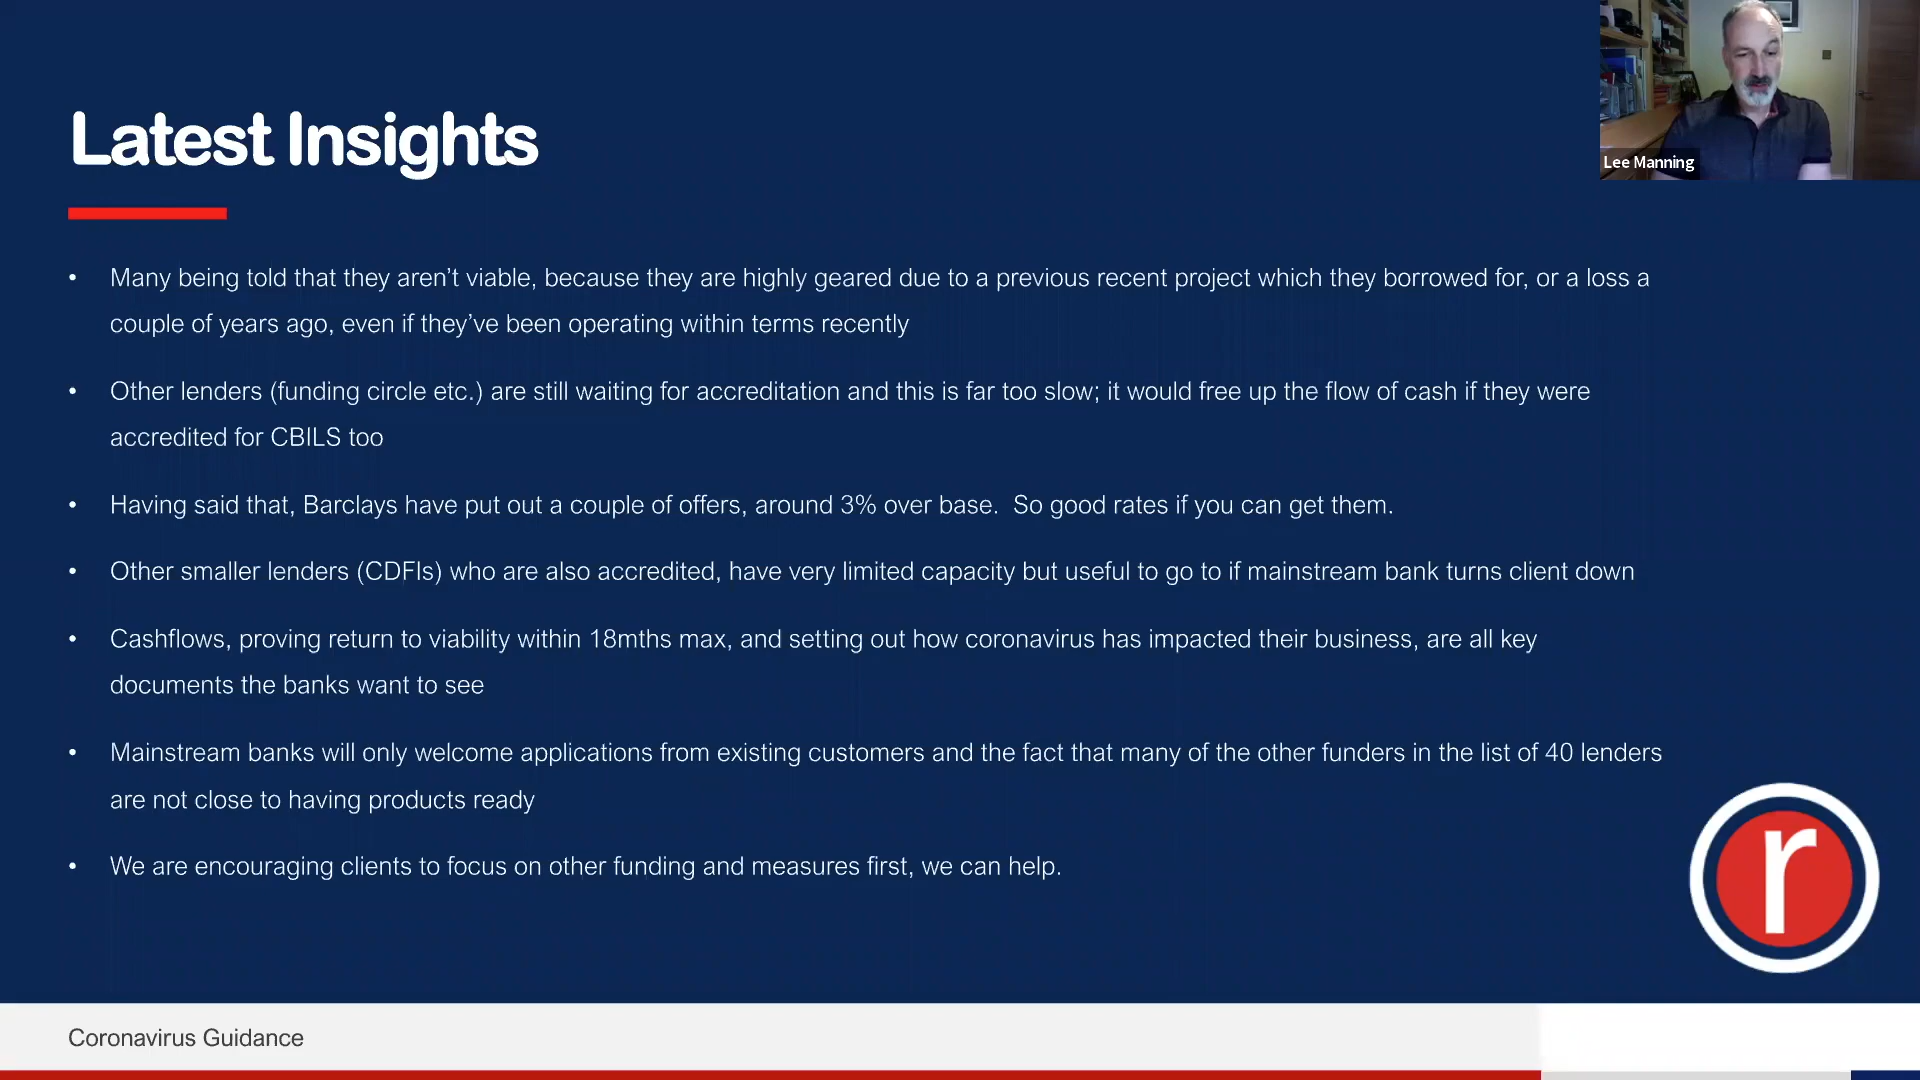 Latest Insights
Lee Manning
• Many being told that they aren’t viable, because they are highly geared due to a previous recent project which they borrowed for, or a loss a
couple of years ago, even if they’ve been operating within terms recently
• Other lenders (funding circle etc.) are still waiting for accreditation and this is far too slow; it would free up the flow of cash if they were
accredited for CBILS too
• Having said that, Barclays have put out a couple of offers, around 3% over base.  So good rates if you can get them.
• Other smaller lenders (CDFIs) who are also accredited, have very limited capacity but useful to go to if mainstream bank turns client down
• Cashflows, proving return to viability within 18mths max, and setting out how coronavirus has impacted their business, are all key
documents the banks want to see
• Mainstream banks will only welcome applications from existing customers and the fact that many of the other funders in the list of 40 lenders
are not close to having products ready
• We are encouraging clients to focus on other funding and measures first, we can help.
r
Coronavirus Guidance